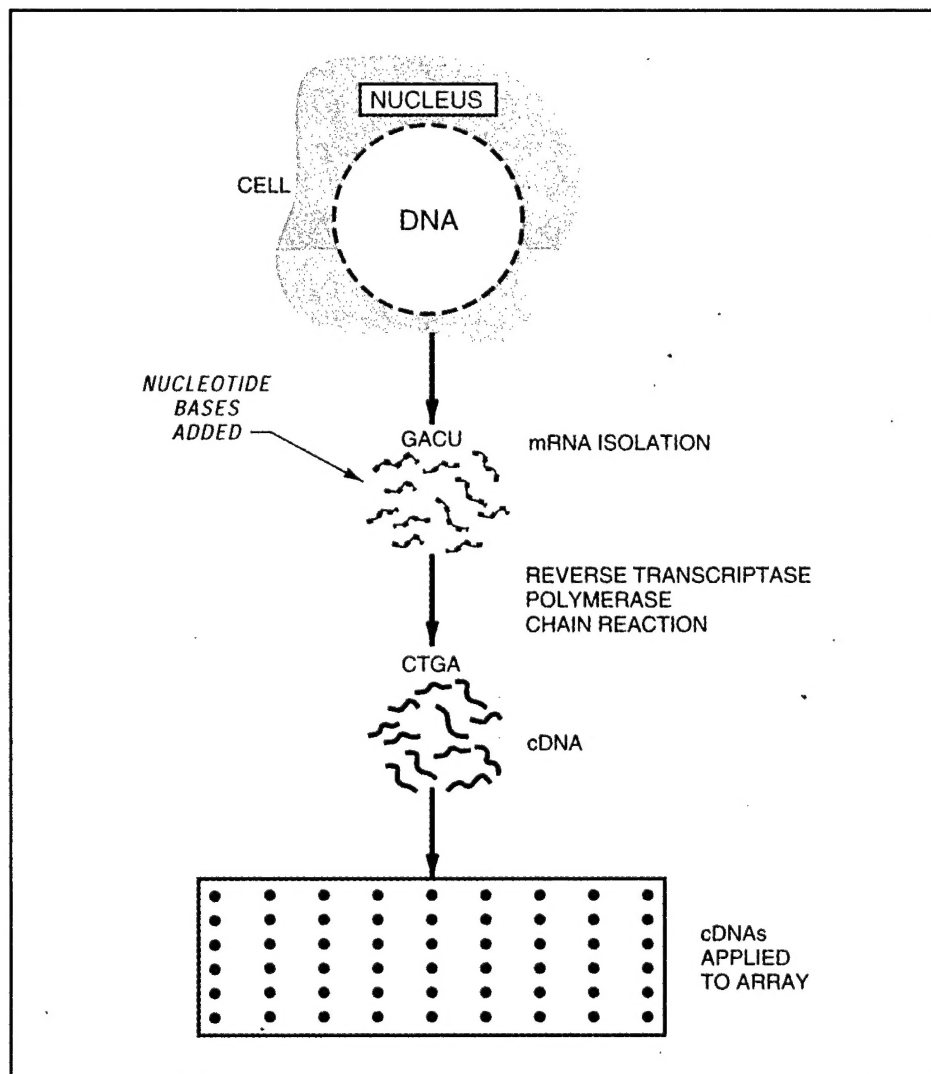 NUCLEUS
CELL
DNA
NUCLEOTIDE
BASES
ADDED
GACU
mRNA ISOLATION
REVERSE TRANSCRIPTASE
POLYMERASE
CHAIN REACTION
CTGA
cDNA
cDNAs
APPLIED
TO ARRAY